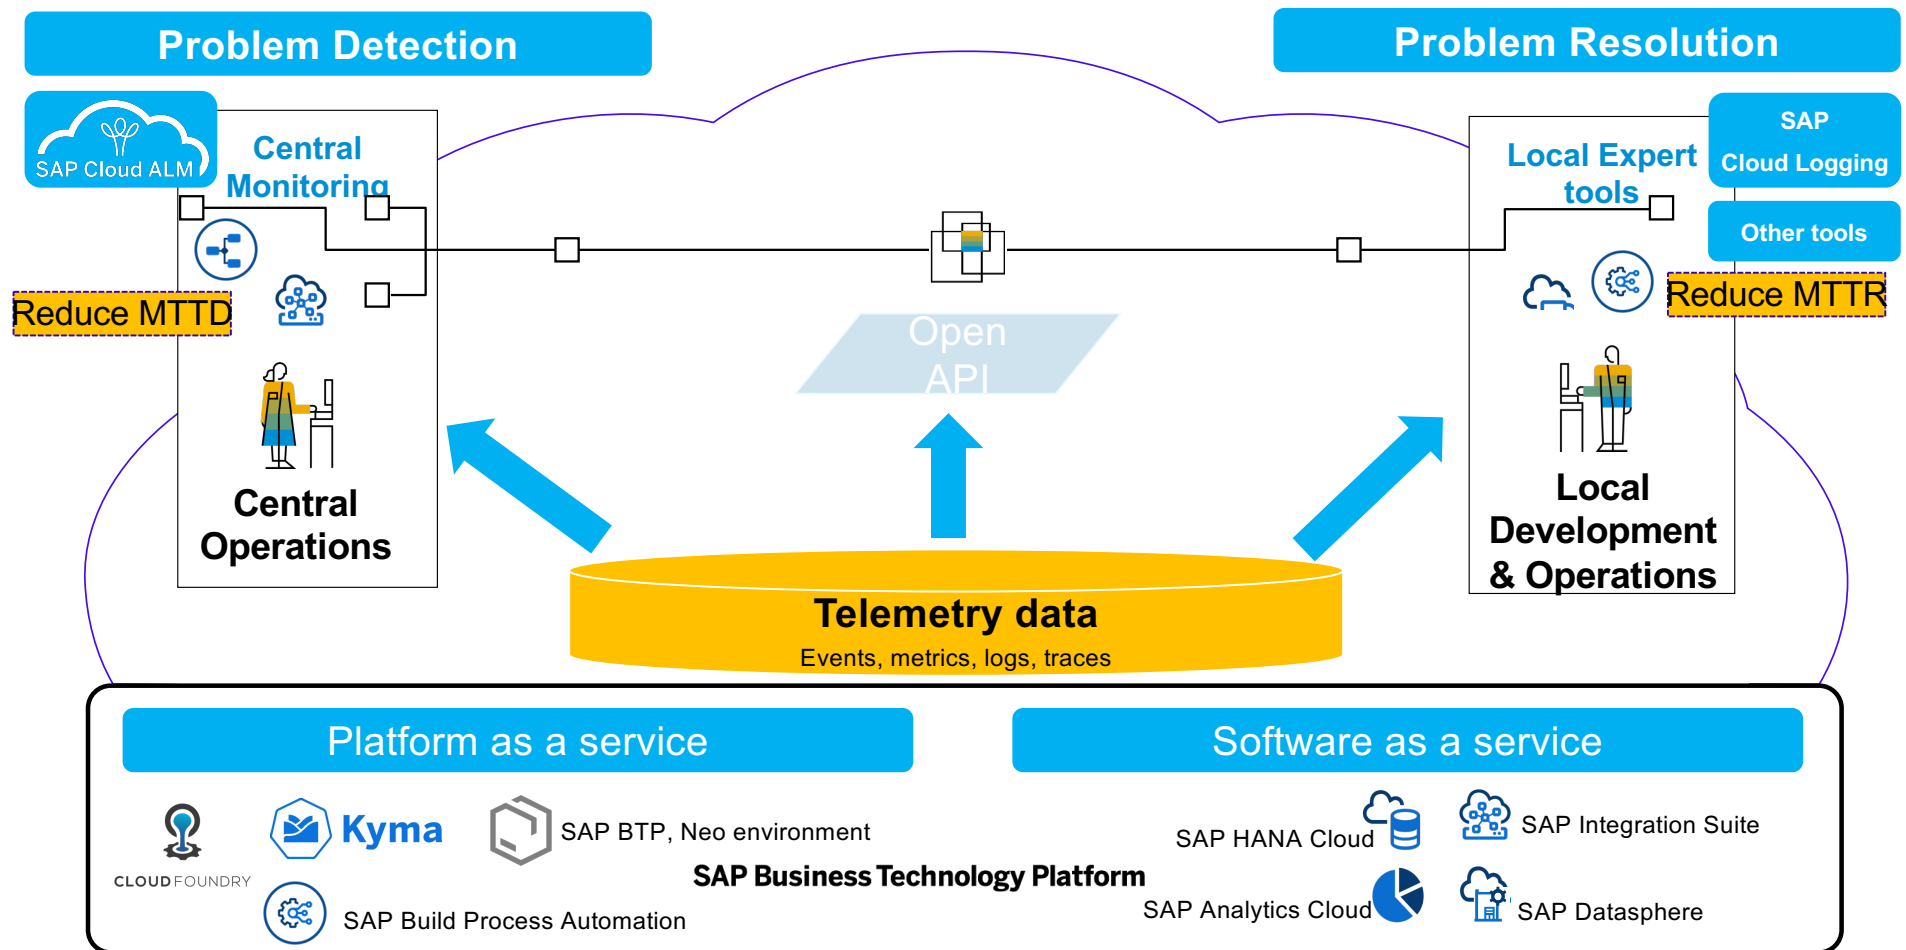 Problem Detection
Problem Resolution
SAP Cloud ALM
Central
Monitoring
Reduce MTTD
Central
Operations
Open
API
Local Expert
tools
SAP
Cloud Logging
Other tools
Reduce MTTR
Local
Development
& Operations
Telemetry data
Events, metrics, logs, traces
Platform as a service
Software as a service
CLOUD FOUNDRY
Kyma
SAP BTP, Neo environment
SAP Build Process Automation
SAP Business Technology Platform
SAP HANA Cloud
SAP Integration Suite
SAP Analytics Cloud
SAP Datasphere